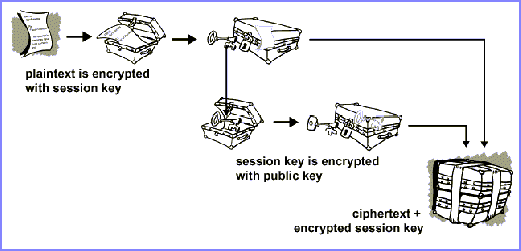 plaintext is encrypted
with session key
session key is encrypted
with public key
ciphertext +
encrypted session key